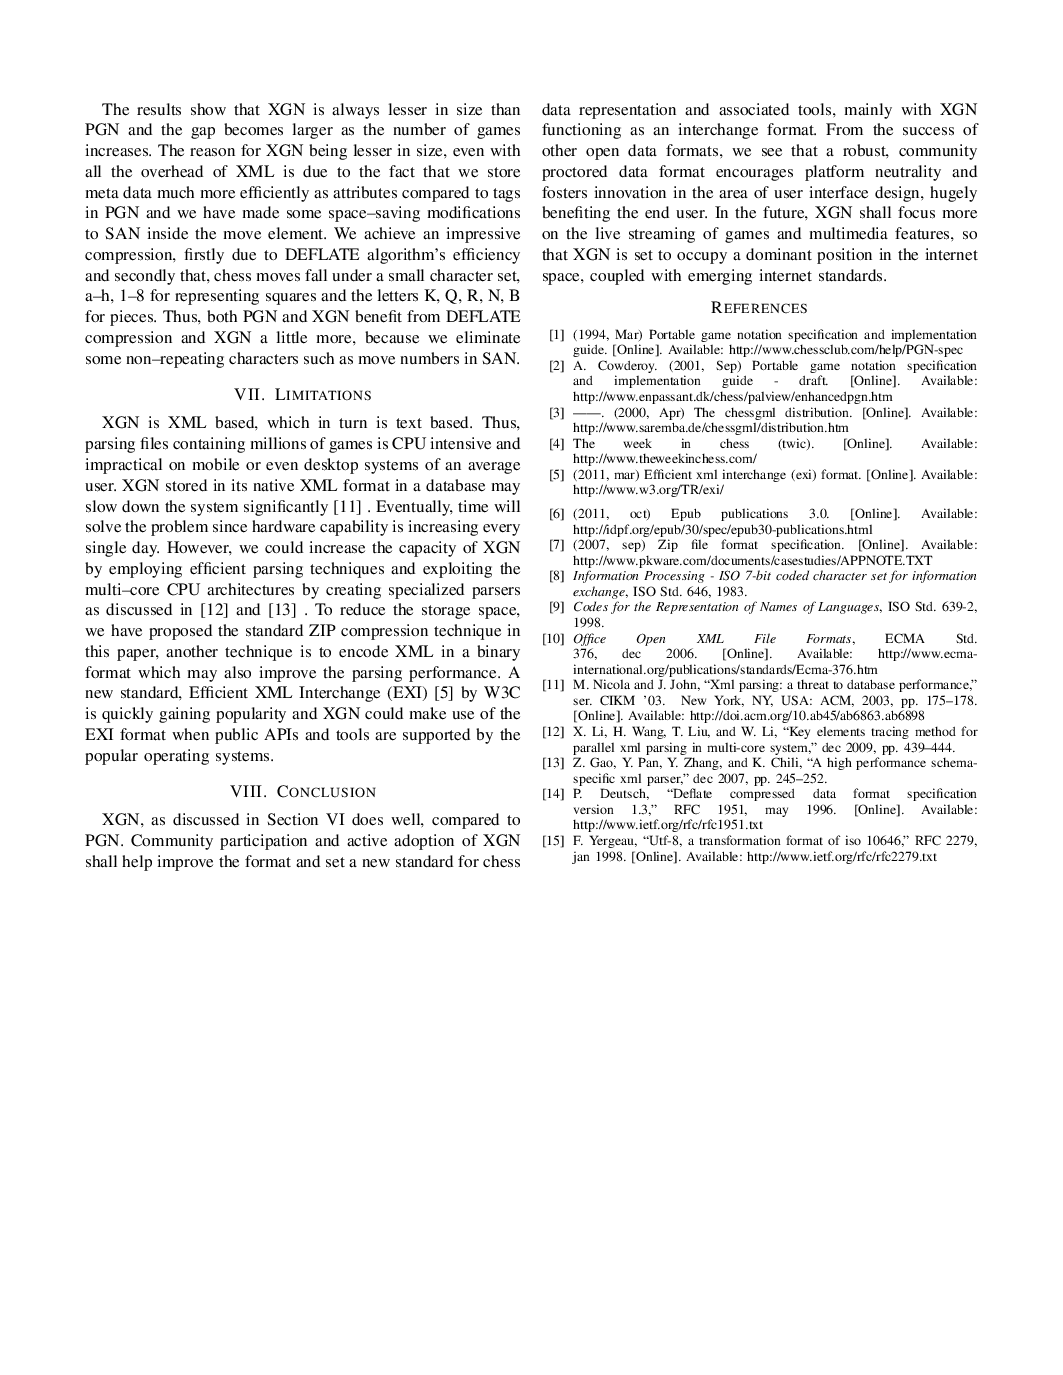 The results show that XGN is always lesser in size than
PGN and the gap becomes larger as the number of games
increases. The reason for XGN being lesser in size, even with
all the overhead of XML is due to the fact that we store
meta data much more efficiently as attributes compared to tags
in PGN and we have made some space–saving modifications
to SAN inside the move element. We achieve an impressive
compression, firstly due to DEFLATE algorithm's efficiency
and secondly that, chess moves fall under a small character set,
a–h, 1–8 for representing squares and the letters K, Q, R, N, B
for pieces. Thus, both PGN and XGN benefit from DEFLATE
compression and XGN a little more, because we eliminate
some non–repeating characters such as move numbers in SAN.
VII. LIMITATIONS
XGN is XML based, which in turn is text based. Thus,
parsing files containing millions of games is CPU intensive and
impractical on mobile or even desktop systems of an average
user. XGN stored in its native XML format in a database may
slow down the system significantly [11] . Eventually, time will
solve the problem since hardware capability is increasing every
single day. However, we could increase the capacity of XGN
by employing efficient parsing techniques and exploiting the
multi–core CPU architectures by creating specialized parsers
as discussed in [12] and [13] . To reduce the storage space,
we have proposed the standard ZIP compression technique in
this paper, another technique is to encode XML in a binary
format which may also improve the parsing performance. A
new standard, Efficient XML Interchange (EXI) [5] by W3C
is quickly gaining popularity and XGN could make use of the
EXI format when public APIs and tools are supported by the
popular operating systems.
VIII. CONCLUSION
XGN, as discussed in Section VI does well, compared to
PGN. Community participation and active adoption of XGN
shall help improve the format and set a new standard for chess
data representation and associated tools, mainly with XGN
functioning as an interchange format. From the success of
other open data formats, we see that a robust, community
proctored data format encourages platform neutrality and
fosters innovation in the area of user interface design, hugely
benefiting the end user. In the future, XGN shall focus more
on the live streaming of games and multimedia features, so
that XGN is set to occupy a dominant position in the internet
space, coupled with emerging internet standards.
REFERENCES
[1] (1994, Mar) Portable game notation specification and implementation
guide. [Online]. Available: http://www.chessclub.com/help/PGN-spec
[2] A. Cowderoy. (2001, Sep) Portable game notation specification
and implementation guide - draft. [Online]. Available:
http://www.enpassant.dk/chess/palview/enhancedpgn.htm
[3] ——. (2000, Apr) The chessgml distribution. [Online]. Available:
http://www.saremba.de/chessgml/distribution.htm
[4] The week in chess (twic). [Online]. Available:
http://www.theweekinchess.com/
[5] (2011, mar) Efficient xml interchange (exi) format. [Online]. Available:
http://www.w3.org/TR/exi/
[6] (2011, oct) Epub publications 3.0. [Online]. Available:
http://idpf.org/epub/30/spec/epub30-publications.html
[7] (2007, sep) Zip file format specification. [Online]. Available:
http://www.pkware.com/documents/casestudies/APPNOTE.TXT
[8] Information Processing - ISO 7-bit coded character set for information
exchange, ISO Std. 646, 1983.
[9] Codes for the Representation of Names of Languages, ISO Std. 639-2,
1998.
[10] Office Open XML File Formats, ECMA Std.
376, dec 2006. [Online]. Available: http://www.ecma-
international.org/publications/standards/Ecma-376.htm
[11] M. Nicola and J. John, “Xml parsing: a threat to database performance,”
ser. CIKM ’03. New York, NY, USA: ACM, 2003, pp. 175–178.
[Online]. Available: http://doi.acm.org/10.ab45/ab6863.ab6898
[12] X. Li, H. Wang, T. Liu, and W. Li, “Key elements tracing method for
parallel xml parsing in multi-core system,” dec 2009, pp. 439–444.
[13] Z. Gao, Y. Pan, Y. Zhang, and K. Chili, “A high performance schema-
specific xml parser,” dec 2007, pp. 245–252.
[14] P. Deutsch, “Deflate compressed data format specification
version 1.3,” RFC 1951, may 1996. [Online]. Available:
http://www.ietf.org/rfc/rfc1951.txt
[15] F. Yergeau, “Utf-8, a transformation format of iso 10646,” RFC 2279,
jan 1998. [Online]. Available: http://www.ietf.org/rfc/rfc2279.txt